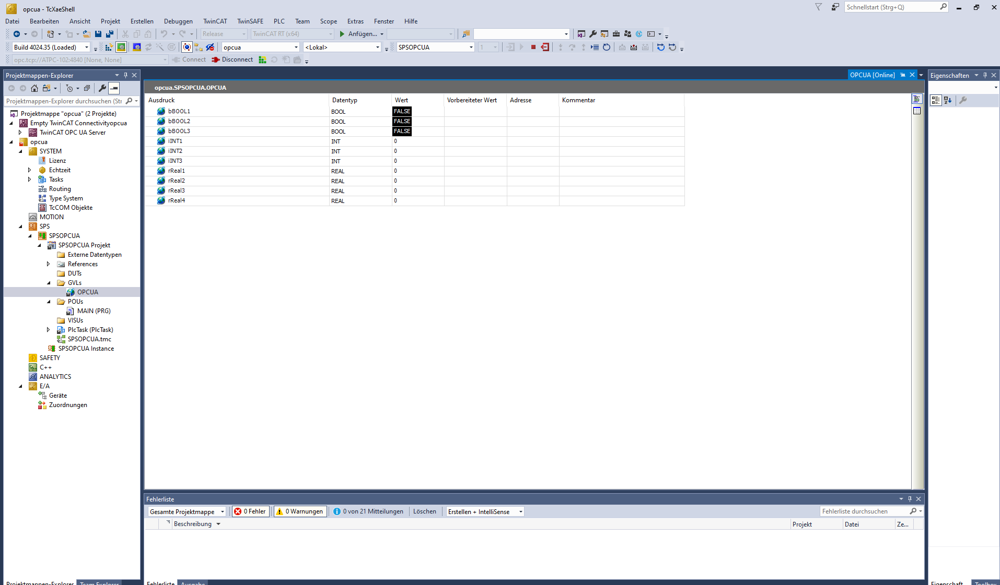 opcua - TcXaeShell
Schnellstart (Strg+Q)
Datei Bearbeiten Ansicht Projekt Erstellen Debuggen TwinCAT TwinSAFE PLC Team Scope Extras Fenster Hilfe
Release TwinCAT RT (x64) Anfügen...
Build 4024.35 (Loaded) opcua <Lokal> SPSOPCUA 1
opc.tcp://ATPC-102:4840 [None, None] Connect Disconnect
Projektmappen-Explorer
Projektmappen-Explorer durchsuchen (Str
Projektmappe "opcua" (2 Projekte)
Empty TwinCAT Connectivityopcua
TwinCAT OPC UA Server
opcua
SYSTEM
Lizenz
Echtzeit
Tasks
Routing
Type System
TcCOM Objekte
MOTION
SPS
SPSOPCUA
SPSOPCUA Projekt
Externe Datentypen
References
DUTs
GVLs
OPCUA
POUs
MAIN (PRG)
VISUs
PlcTask (PlcTask)
SPSOPCUA.tmc
SPSOPCUA Instance
SAFETY
C++
ANALYTICS
E/A
Geräte
Zuordnungen
Projektmappen-Explorer Team Explorer
OPCUA [Online]
opcua.SPSOPCUA.OPCUA
Ausdruck Datentyp Wert Vorbereiteter Wert Adresse Kommentar
bBOOL1 BOOL FALSE
bBOOL2 BOOL FALSE
bBOOL3 BOOL FALSE
iINT1 INT 0
iINT2 INT 0
iINT3 INT 0
rReal1 REAL 0
rReal2 REAL 0
rReal3 REAL 0
rReal4 REAL 0
Fehlerliste
Gesamte Projektmappe 0 Fehler 0 Warnungen 0 von 21 Mitteilungen Löschen Erstellen + IntelliSense Fehlerliste durchsuchen
Beschreibung Projekt Datei Ze...
Fehlerliste Ausgabe
Eigenschaften
Eigenschaft... Toolbox